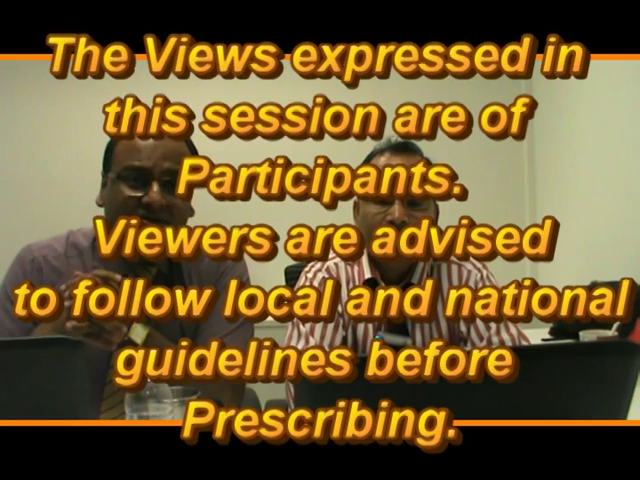 The Views expressed in
this session are of
Participants.
Viewers are advised
to follow local and national
guidelines before
Prescribing.